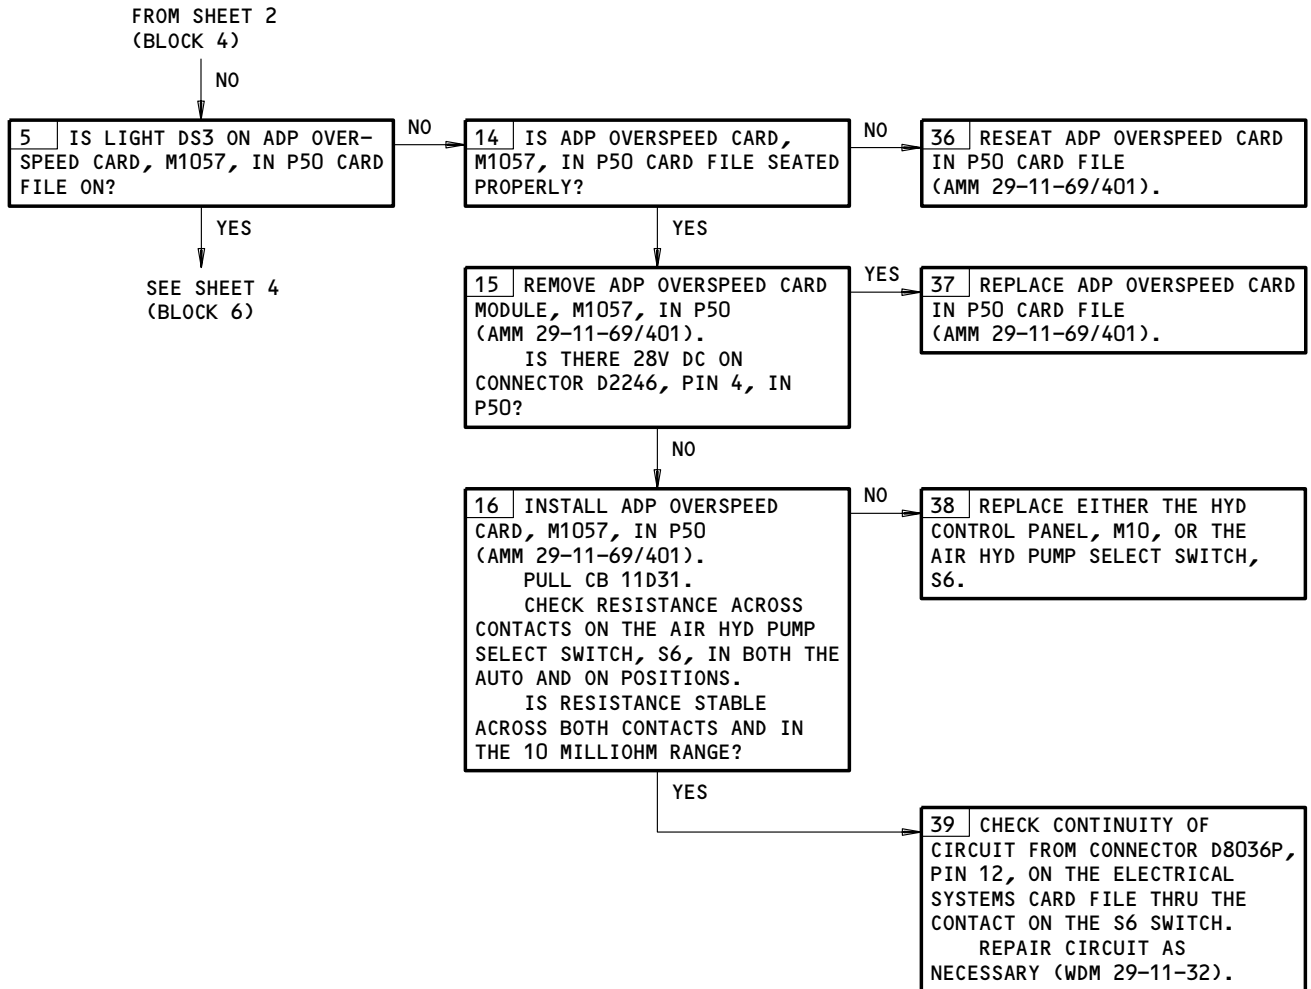 FROM SHEET 2
(BLOCK 4)
NO
5 IS LIGHT DS3 ON ADP OVER-
SPEED CARD, M1057, IN P50 CARD
FILE ON?
NO
YES
SEE SHEET 4
(BLOCK 6)
14 IS ADP OVERSPEED CARD,
M1057, IN P50 CARD FILE SEATED
PROPERLY?
NO
36 RESEAT ADP OVERSPEED CARD
IN P50 CARD FILE
(AMM 29-11-69/401).
YES
15 REMOVE ADP OVERSPEED CARD
MODULE, M1057, IN P50
(AMM 29-11-69/401).
IS THERE 28V DC ON
CONNECTOR D2246, PIN 4, IN
P50?
YES
37 REPLACE ADP OVERSPEED CARD
IN P50 CARD FILE
(AMM 29-11-69/401).
NO
16 INSTALL ADP OVERSPEED
CARD, M1057, IN P50
(AMM 29-11-69/401).
PULL CB 11D31.
CHECK RESISTANCE ACROSS
CONTACTS ON THE AIR HYD PUMP
SELECT SWITCH, S6, IN BOTH THE
AUTO AND ON POSITIONS.
IS RESISTANCE STABLE
ACROSS BOTH CONTACTS AND IN
THE 10 MILLIOHM RANGE?
NO
38 REPLACE EITHER THE HYD
CONTROL PANEL, M10, OR THE
AIR HYD PUMP SELECT SWITCH,
S6.
YES
39 CHECK CONTINUITY OF
CIRCUIT FROM CONNECTOR D8036P,
PIN 12, ON THE ELECTRICAL
SYSTEMS CARD FILE THRU THE
CONTACT ON THE S6 SWITCH.
REPAIR CIRCUIT AS
NECESSARY (WDM 29-11-32).